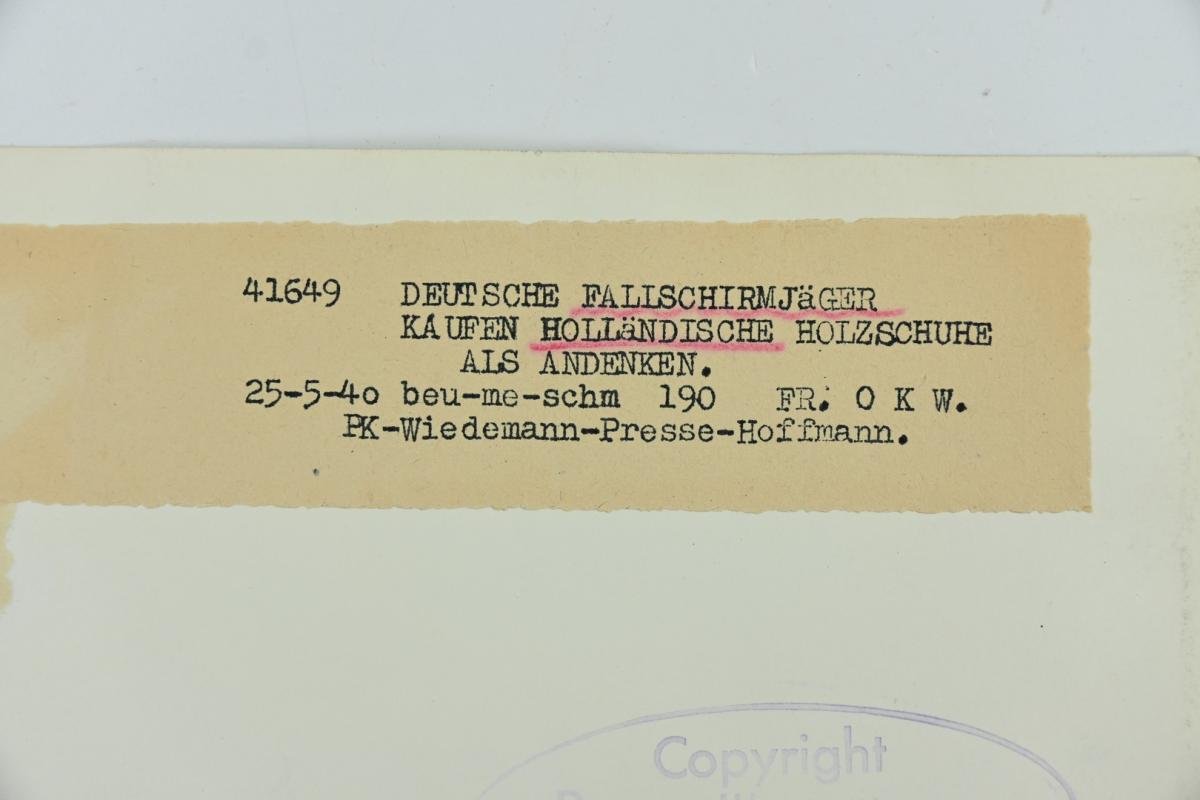 41649 DEUTSCHE FALLSCHIRMJäGER
KAUFEN HOLLäNDISCHE HOLZSCHUHE
ALS ANDENKEN.
25-5-4o beu-me-schm 190 FR. O K W.
PK-Wiedemann-Presse-Hoffmann.
Copyright